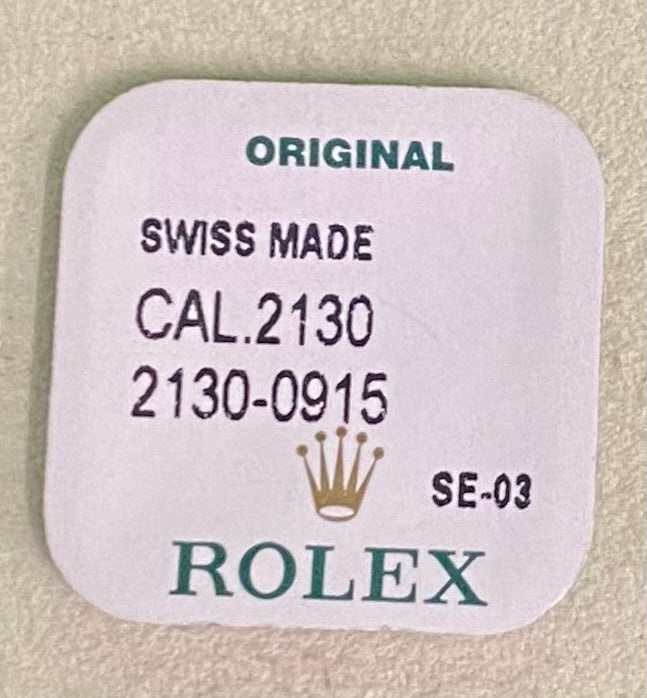 ORIGINAL
SWISS MADE
CAL.2130
2130-0915
SE-03
ROLEX